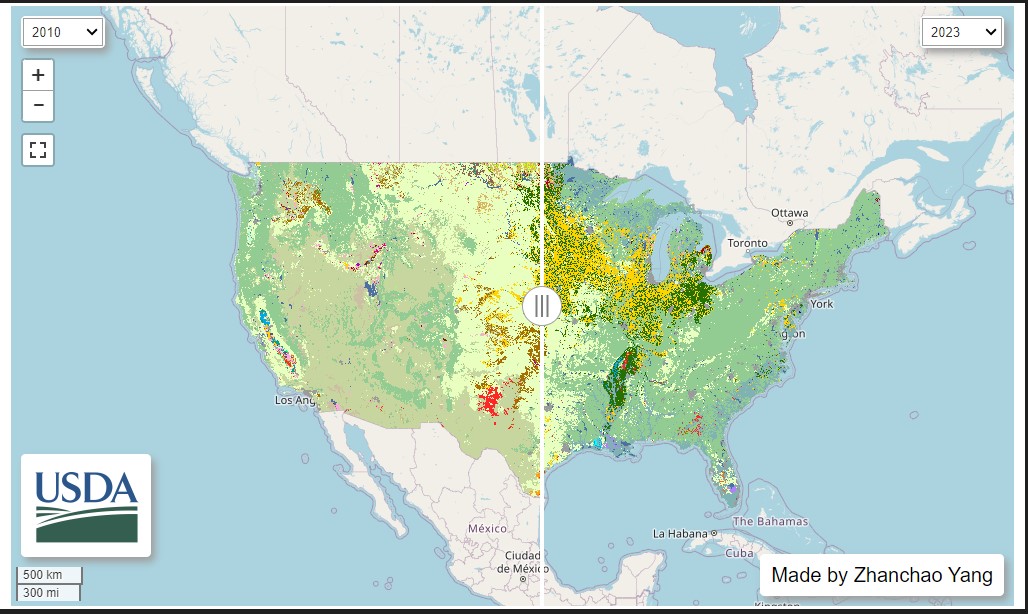 2010
2023
+
−
Ottawa
Toronto
York
Los Ang
México
Ciudad
de México
La Habana
The Bahamas
Cuba
USDA
500 km
300 mi
Made by Zhanchao Yang